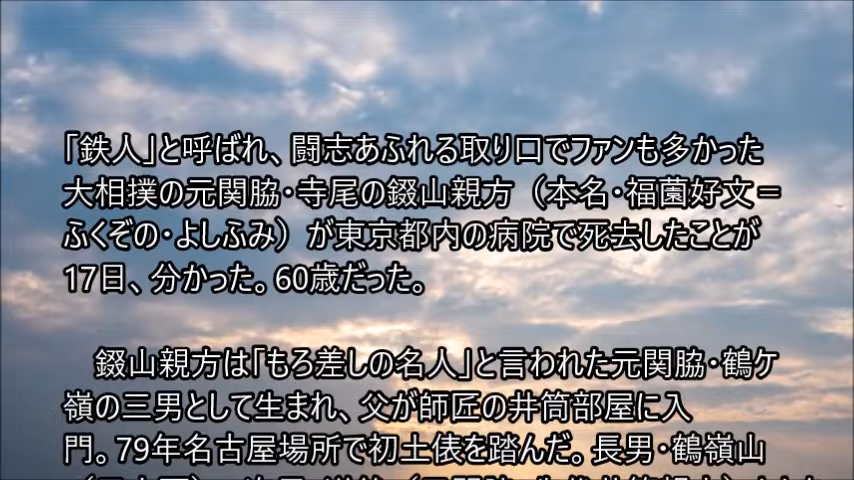 「鉄人」と呼ばれ、闘志あふれる取り口でファンも多かった
大相撲の元関脇・寺尾の錣山親方（本名・福薗好文＝
ふくぞの・よしふみ）が東京都内の病院で死去したことが
17日、分かった。60歳だった。
錣山親方は「もろ差しの名人」と言われた元関脇・鶴ケ
嶺の三男として生まれ、父が師匠の井筒部屋に入
門。79年名古屋場所で初土俵を踏んだ。長男・鶴嶺山